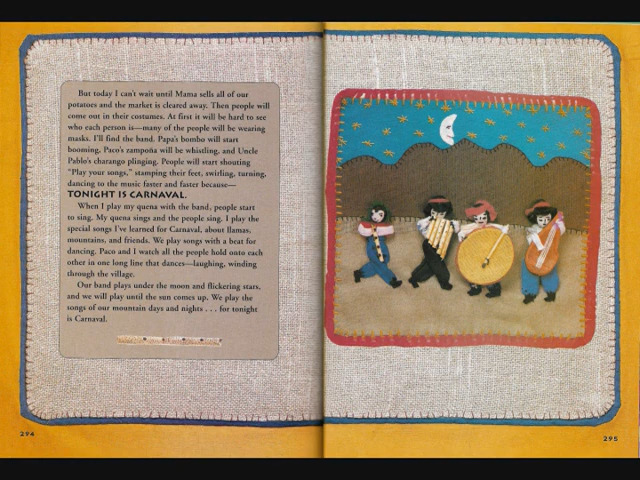 But today I can't wait until Mama sells all of our
potatoes and the market is cleared away. Then people will
come out in their costumes. At first it will be hard to see
who each person is—many of the people will be wearing
masks. I'll find the band. Papa's bombo will start
booming, Paco's zampoña will be whistling, and Uncle
Pablo's charango plinging. People will start shouting
"Play your songs," stamping their feet, swirling, turning,
dancing to the music faster and faster because—
TONIGHT IS CARNAVAL.
When I play my quena with the band, people start
to sing. My quena sings and the people sing. I play the
special songs I've learned for Carnaval, about llamas,
mountains, and friends. We play songs with a beat for
dancing. Paco and I watch all the people hold onto each
other in one long line that dances—laughing, winding
through the village.
Our band plays under the moon and flickering stars,
and we will play until the sun comes up. We play the
songs of our mountain days and nights . . . for tonight
is Carnaval.
294
295